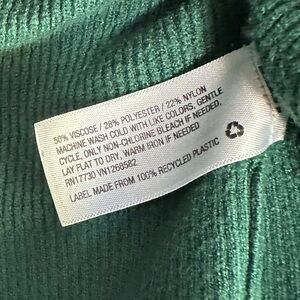 50% VISCOSE / 28% POLYESTER / 22% NYLON
MACHINE WASH COLD WITH LIKE COLORS, GENTLE
CYCLE, ONLY NON-CHLORINE BLEACH IF NEEDED,
LAY FLAT TO DRY, WARM IRON IF NEEDED
RN17730 VN1268582
LABEL MADE FROM 100% RECYCLED PLASTIC